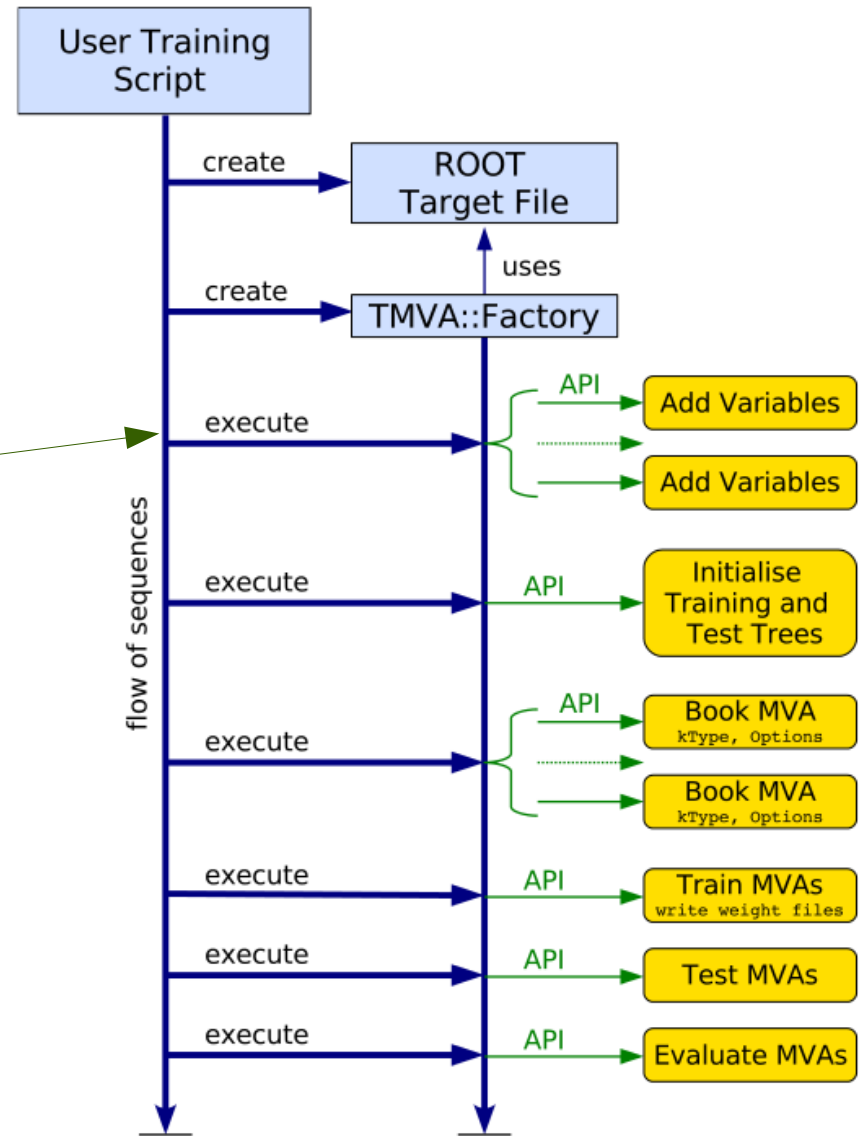 User Training
Script
create
ROOT
Target File
uses
create
TMVA::Factory
execute
API
Add Variables
Add Variables
flow of sequences
execute
API
Initialise
Training and
Test Trees
execute
API
Book MVA
kType, Options
Book MVA
kType, Options
execute
API
Train MVAs
write weight files
execute
API
Test MVAs
execute
API
Evaluate MVAs